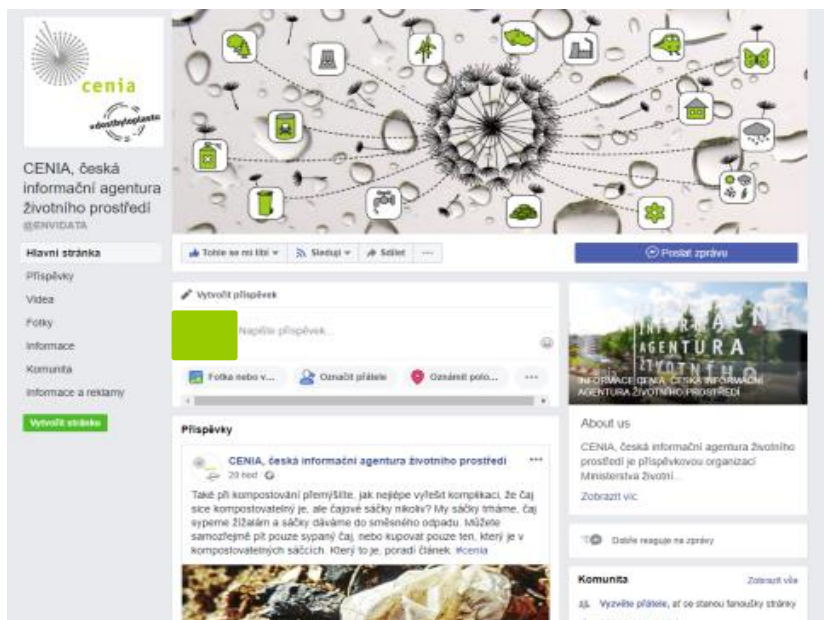 cenia
#dostbyloplastu
CENIA, česká
informační agentura
životního prostředí
@ENVIDATA
Hlavní stránka
Příspěvky
Videa
Fotky
Informace
Komunita
Informace a reklamy
Vytvořit stránku
Tohle se mi líbí
Sleduji
Sdílet
···
Poslat zprávu
Vytvořit příspěvek
Napište příspěvek...
Fotka nebo v...
Označit přátele
Oznámit polo...
···
Příspěvky
CENIA, česká informační agentura životního prostředí
···
20 hod ·
Také při kompostování přemýšlíte, jak nejlépe vyřešit komplikaci, že čaj
sice kompostovatelný je, ale čajové sáčky nikoliv? My sáčky trháme, čaj
sypeme žížalám a sáčky dáváme do směsného odpadu. Můžete
samozřejmě pít pouze sypaný čaj, nebo kupovat pouze ten, který je v
kompostovatelných sáčcích. Který to je, poradí článek. #cenia
INFORMAČNÍ
AGENTURA
ŽIVOTNÍHO
INFORMACE CENIA, ČESKÁ INFORMAČNÍ
AGENTURA ŽIVOTNÍHO PROSTŘEDÍ
About us
CENIA, česká informační agentura životního
prostředí je příspěvkovou organizací
Ministerstva životní...
Zobrazit víc
Dobře reaguje na zprávy
Komunita
Zobrazit vše
Vyzvěte přátele, ať se stanou fanoušky stránky